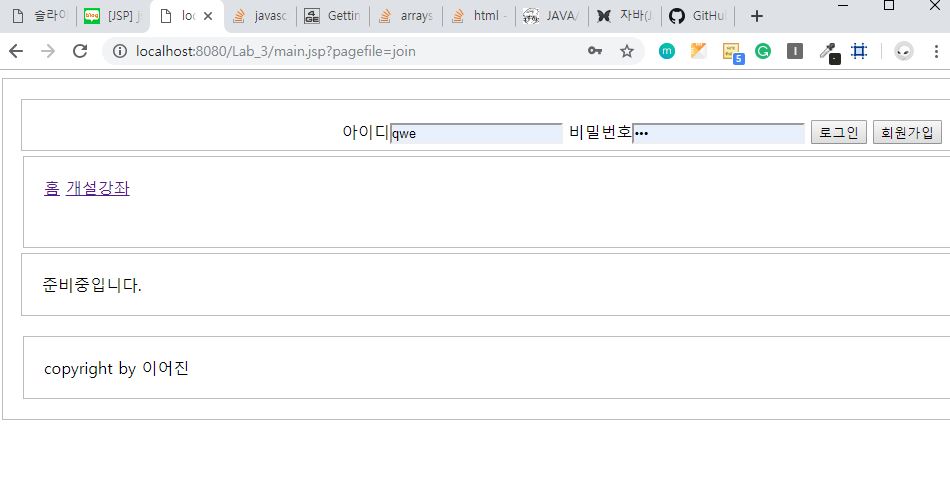 슬라이 [JSP] j loc javasc Gettin arrays html - JAVA/ 자바(J GitHu
localhost:8080/Lab_3/main.jsp?pagefile=join
5
아이디 qwe 비밀번호 ••• 로그인 회원가입
홈 개설강좌
준비중입니다.
copyright by 이어진